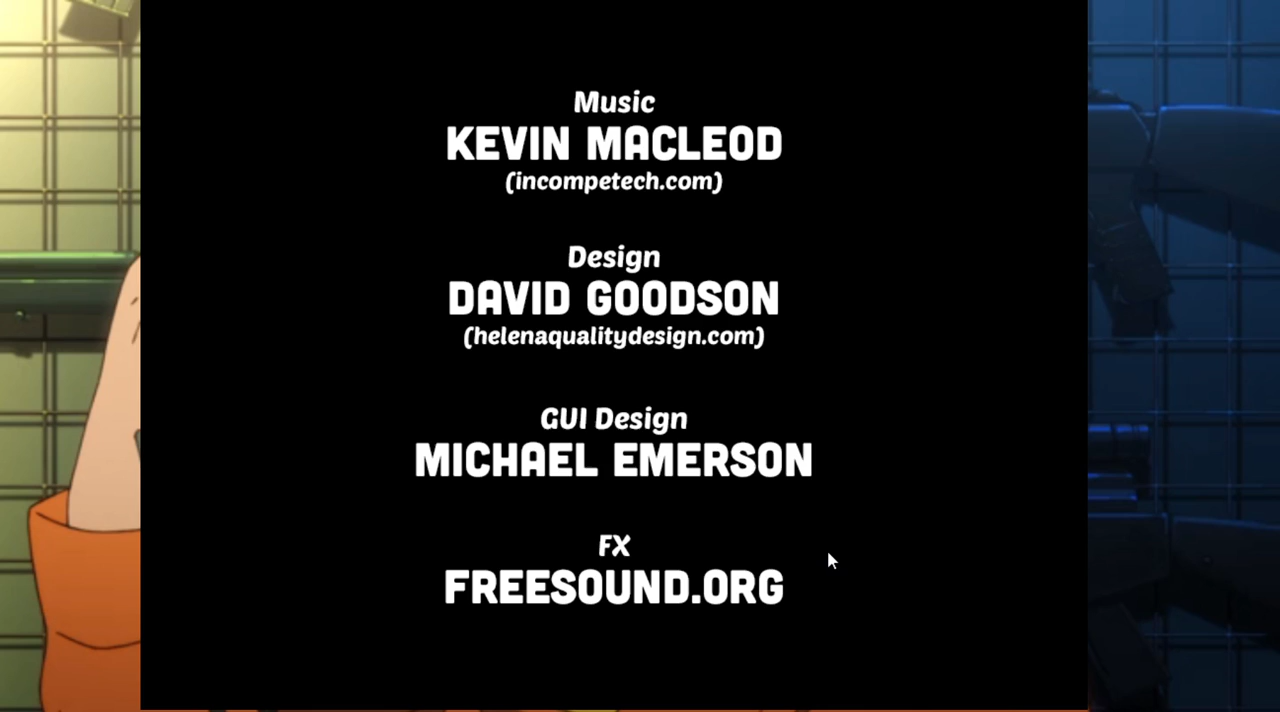 Music
KEVIN MACLEOD
(incompetech.com)
Design
DAVID GOODSON
(helenaqualitydesign.com)
GUI Design
MICHAEL EMERSON
FX
FREESOUND.ORG